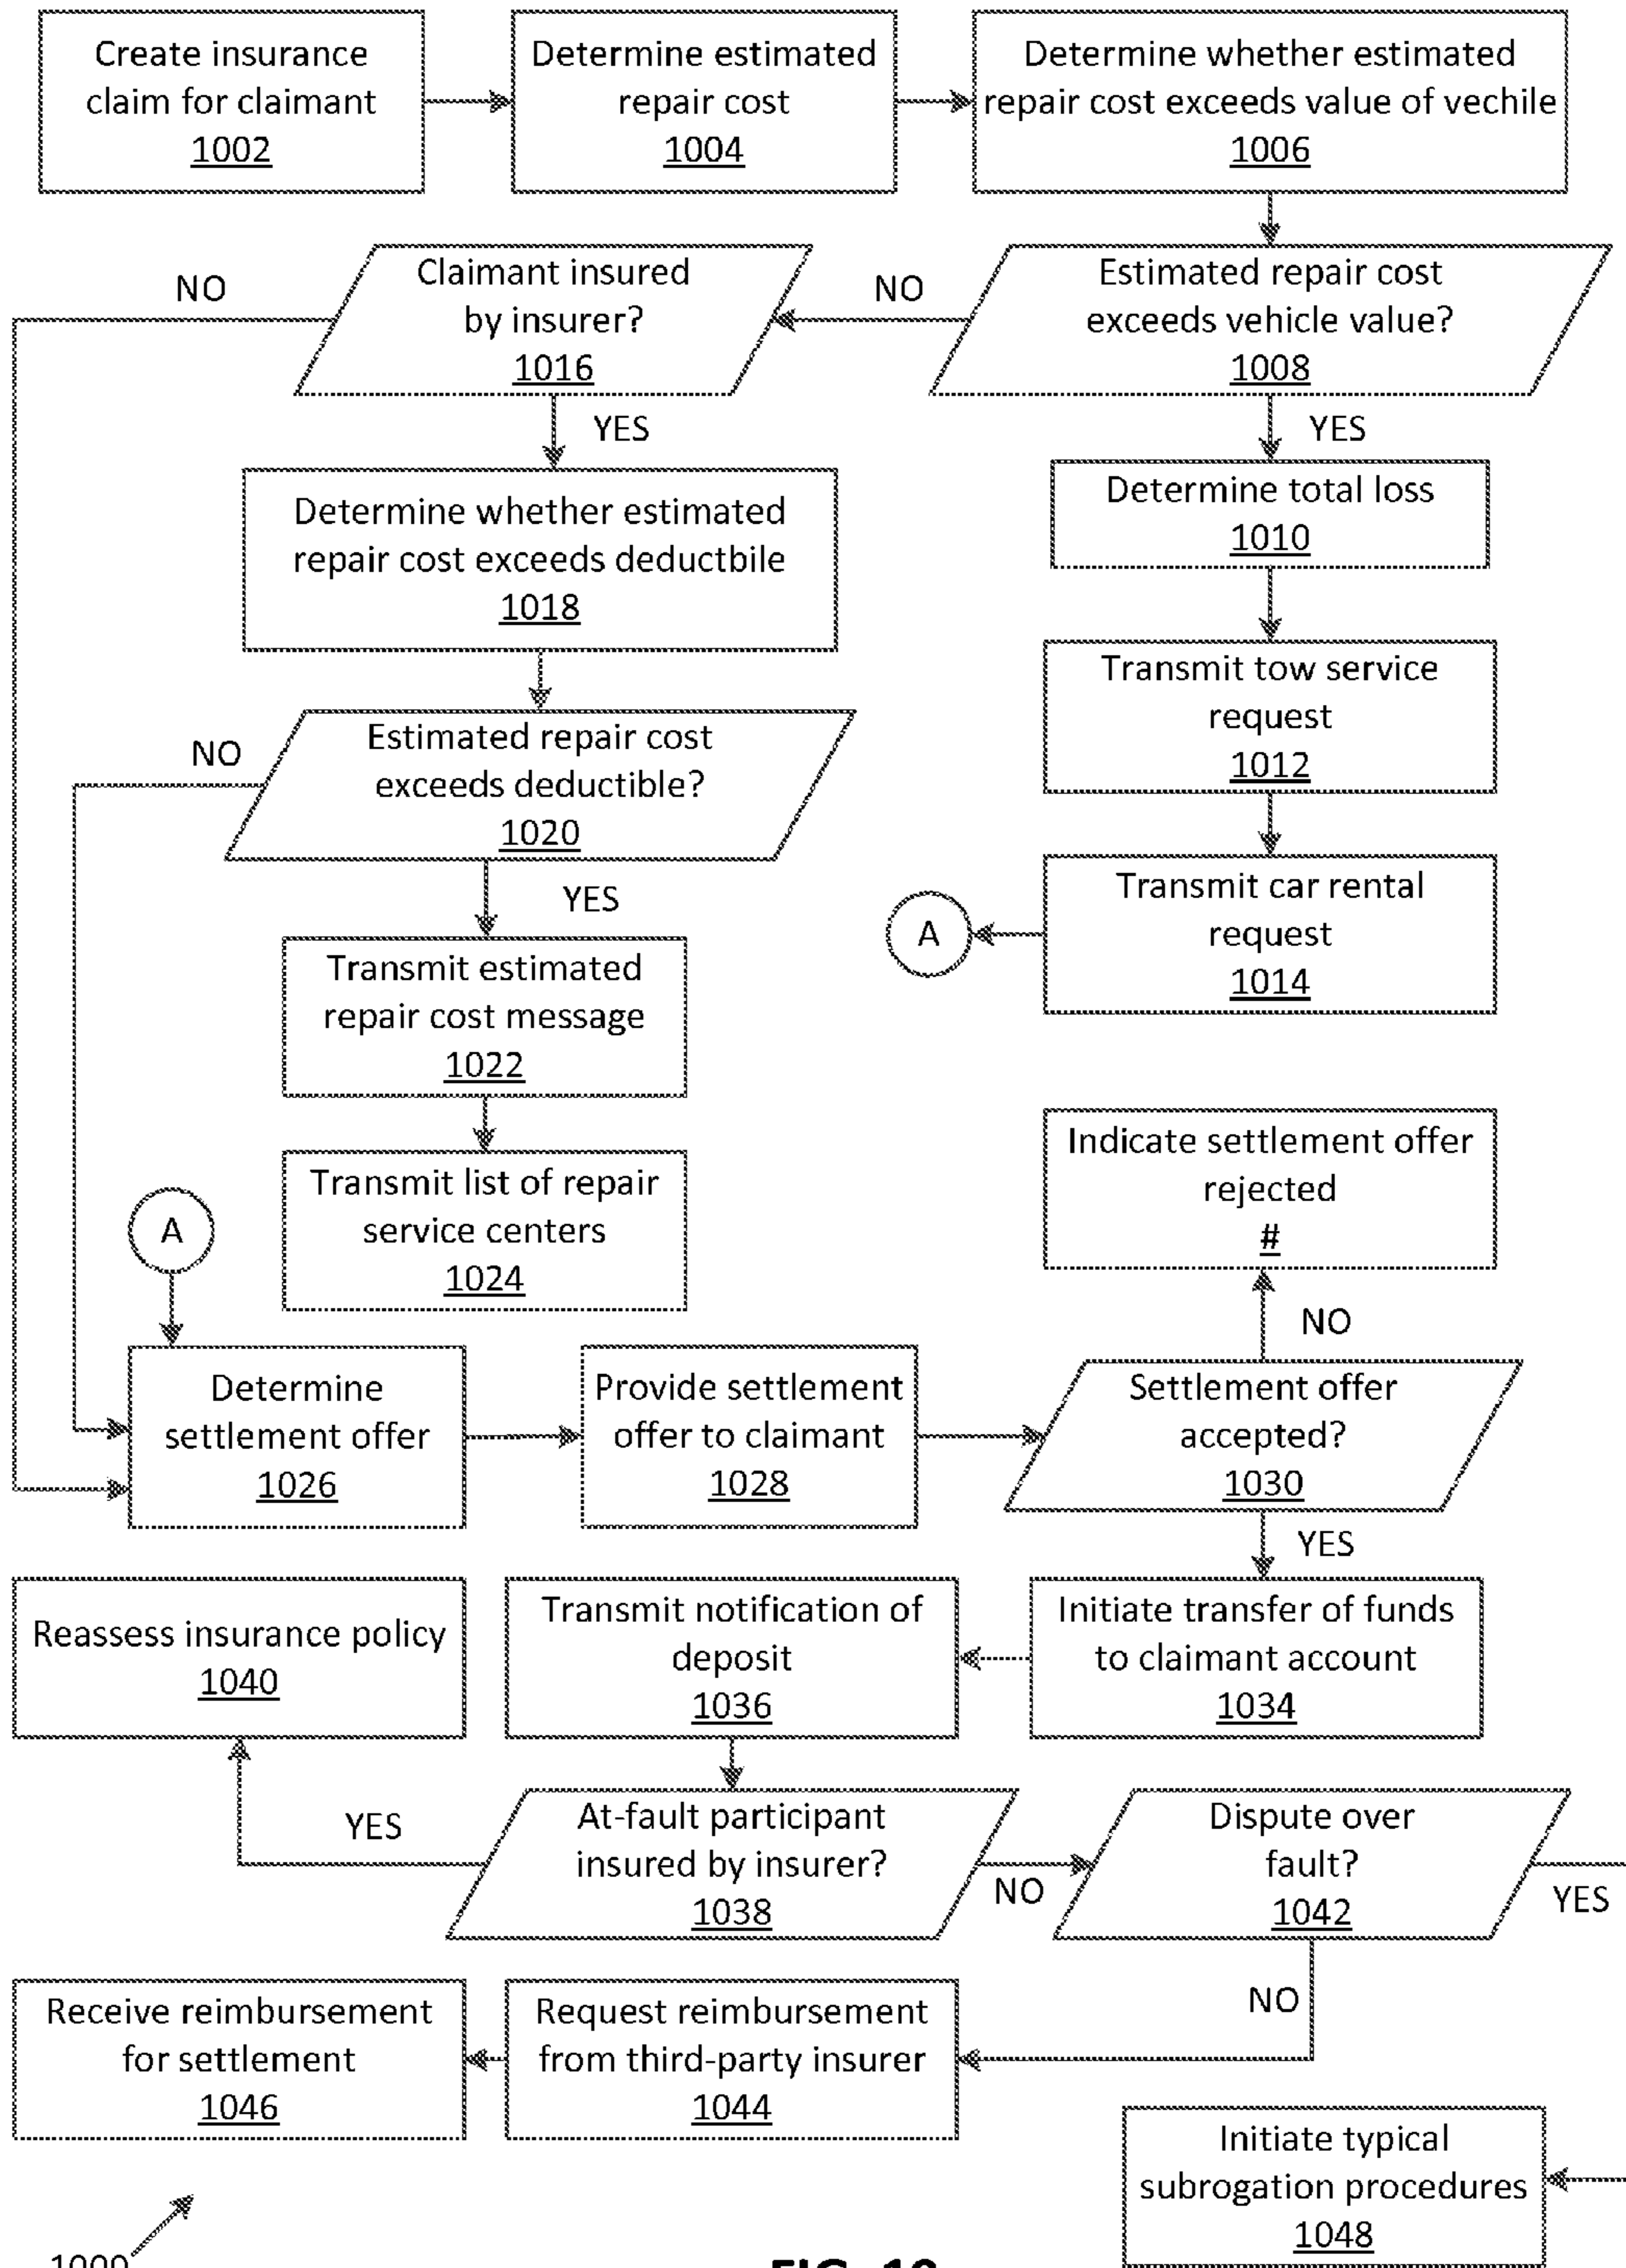 Create insurance
claim for claimant
1002
Determine estimated
repair cost
1004
Determine whether estimated
repair cost exceeds value of vechile
1006
Estimated repair cost
exceeds vehicle value?
1008
NO
Claimant insured
by insurer?
1016
NO
YES
YES
Determine whether estimated
repair cost exceeds deductbile
1018
Determine total loss
1010
Transmit tow service
request
1012
Estimated repair cost
exceeds deductible?
1020
NO
YES
Transmit car rental
request
1014
A
Transmit estimated
repair cost message
1022
Transmit list of repair
service centers
1024
Indicate settlement offer
rejected
#
A
NO
Determine
settlement offer
1026
Provide settlement
offer to claimant
1028
Settlement offer
accepted?
1030
YES
Reassess insurance policy
1040
Transmit notification of
deposit
1036
Initiate transfer of funds
to claimant account
1034
YES
At-fault participant
insured by insurer?
1038
NO
Dispute over
fault?
1042
YES
NO
Receive reimbursement
for settlement
1046
Request reimbursement
from third-party insurer
1044
Initiate typical
subrogation procedures
1048
1000
FIG. 10